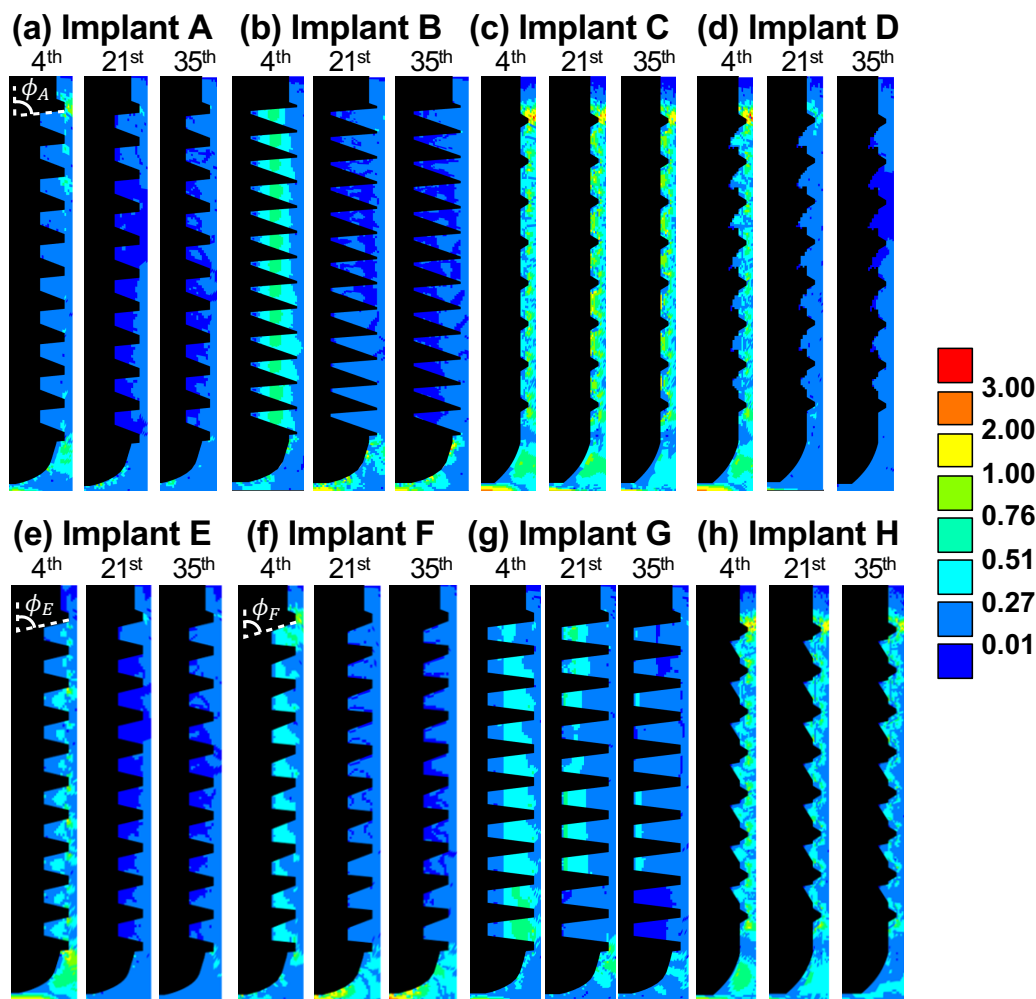 (a) Implant A (b) Implant B (c) Implant C (d) Implant D
4th 21st 35th 4th 21st 35th 4th 21st 35th 4th 21st 35th
ϕA
3.00
2.00
1.00
0.76
0.51
0.27
0.01
(e) Implant E (f) Implant F (g) Implant G (h) Implant H
4th 21st 35th 4th 21st 35th 4th 21st 35th 4th 21st 35th
ϕE ϕF